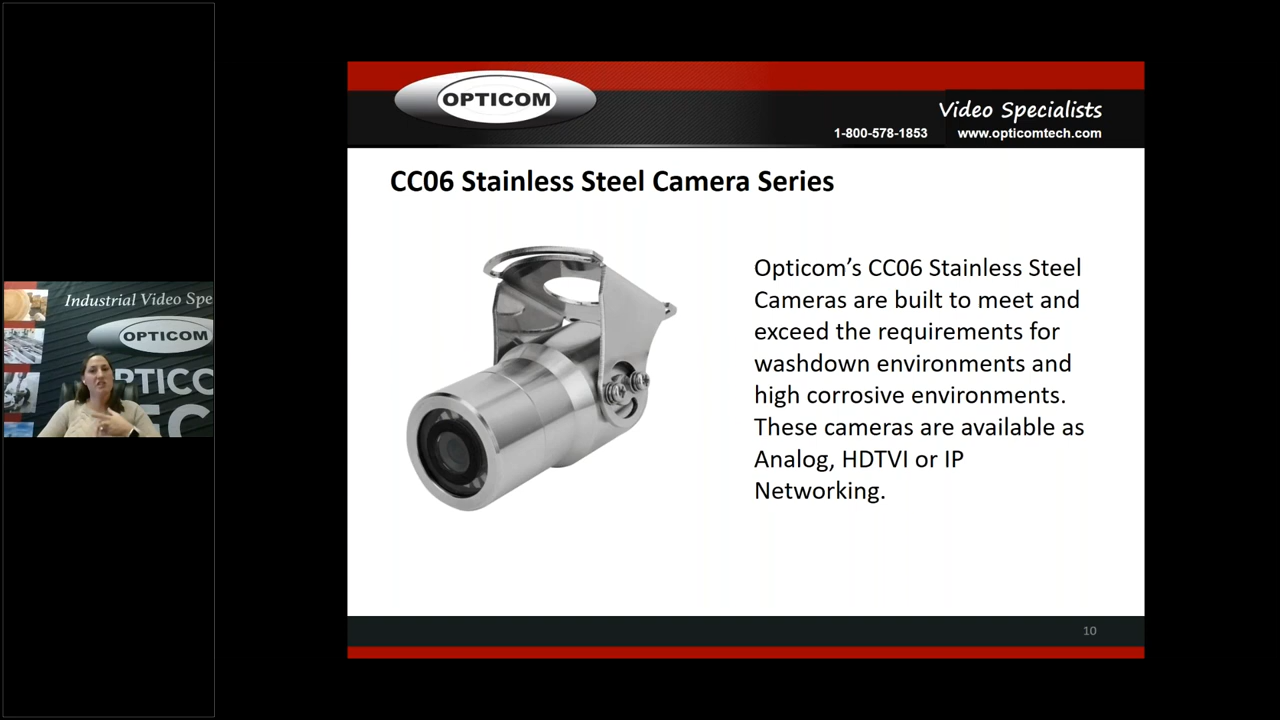 OPTICOM
Video Specialists
1-800-578-1853
www.opticomtech.com
CC06 Stainless Steel Camera Series
Opticom’s CC06 Stainless Steel
Cameras are built to meet and
exceed the requirements for
washdown environments and
high corrosive environments.
These cameras are available as
Analog, HDTVI or IP
Networking.
10
Industrial Video Spe
OPTICOM
PTICO
EC